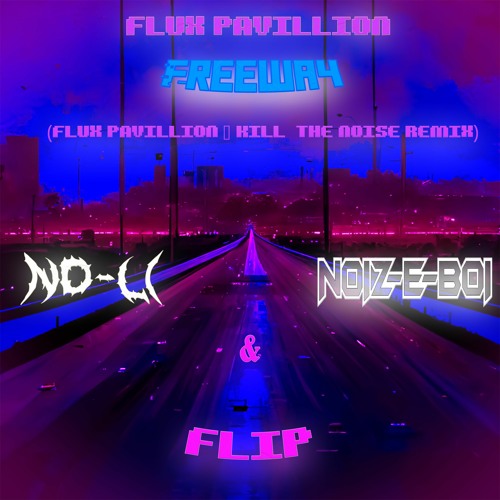 FLUX PAVILLION
FREEWAY
(FLUX PAVILLION ▯ KILL THE NOISE REMIX)
NO-LI NOIZ-E-BOI
&
FLIP